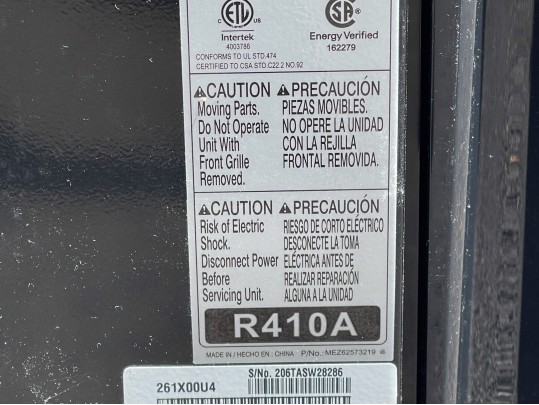 ETL
C
US
Intertek
4003786
CONFORMS TO UL STD.474
CERTIFIED TO CSA STD.C22.2 NO.92
Energy Verified
162279
CAUTION
Moving Parts.
Do Not Operate
Unit With
Front Grille
Removed.
PRECAUCIÓN
PIEZAS MOVIBLES.
NO OPERE LA UNIDAD
CON LA REJILLA
FRONTAL REMOVIDA.
CAUTION
Risk of Electric
Shock.
Disconnect Power
Before
Servicing Unit.
PRECAUCIÓN
RIESGO DE CORTO ELÉCTRICO
DESCONECTE LA TOMA
ELÉCTRICA ANTES DE
REALIZAR REPARACIÓN
ALGUNA A LA UNIDAD
R410A
MADE IN / HECHO EN : CHINA P/No.: MEZ62573219
S/No. 206TASW28286
261X00U4